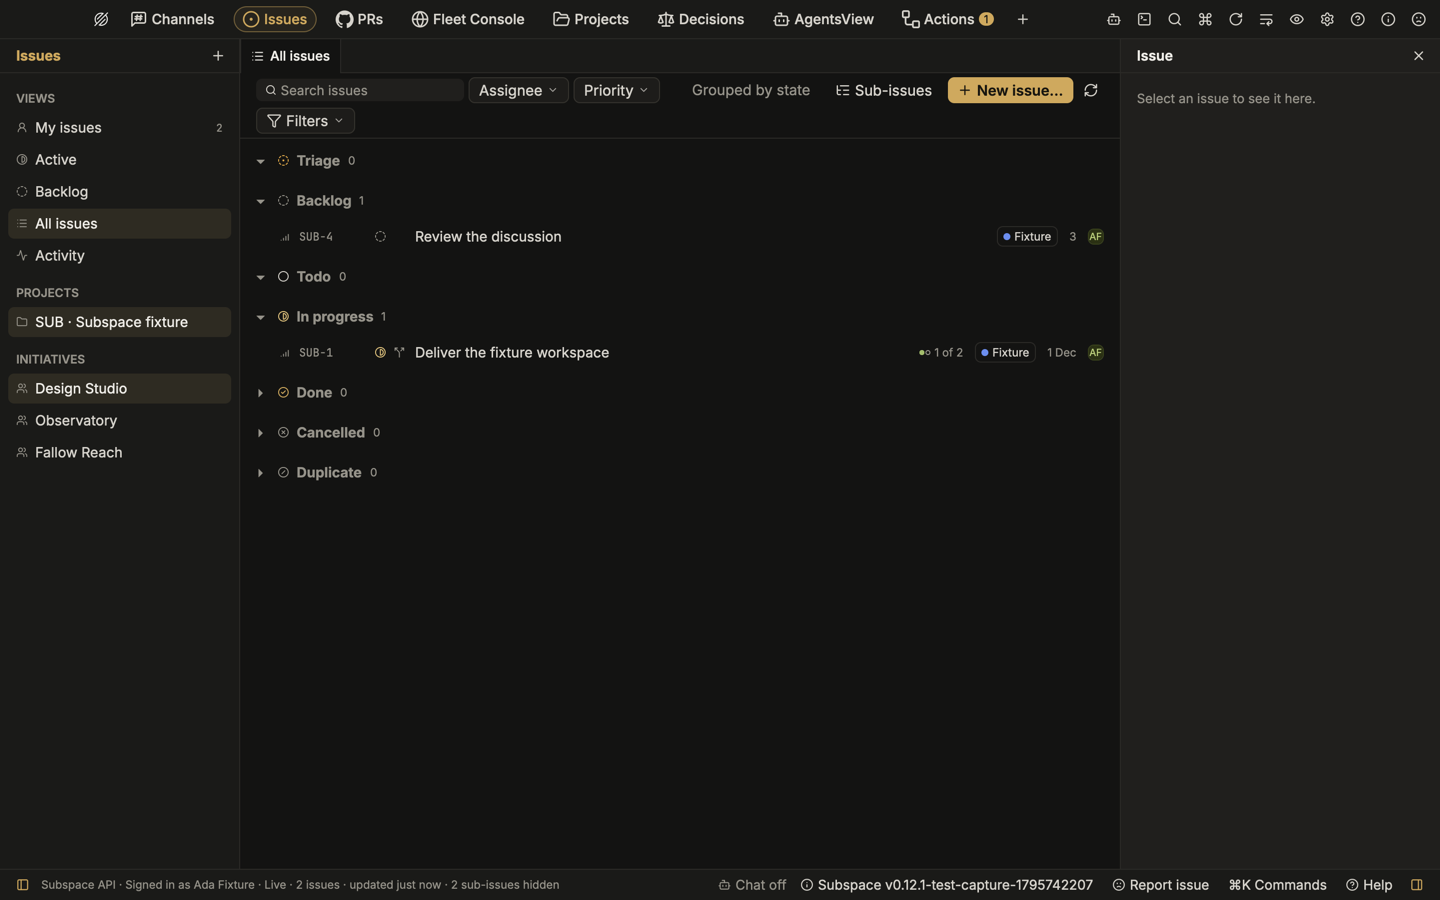 Channels Issues PRs Fleet Console Projects Decisions AgentsView Actions 1
Issues
All issues
Issue
VIEWS
My issues 2
Active
Backlog
All issues
Activity
PROJECTS
SUB · Subspace fixture
INITIATIVES
Design Studio
Observatory
Fallow Reach
Search issues Assignee Priority Grouped by state Sub-issues New issue...
Filters
Triage 0
Backlog 1
SUB-4 Review the discussion Fixture 3 AF
Todo 0
In progress 1
SUB-1 Deliver the fixture workspace 1 of 2 Fixture 1 Dec AF
Done 0
Cancelled 0
Duplicate 0
Select an issue to see it here.
Subspace API · Signed in as Ada Fixture · Live · 2 issues · updated just now · 2 sub-issues hidden
Chat off Subspace v0.12.1-test-capture-1795742207 Report issue ⌘K Commands Help